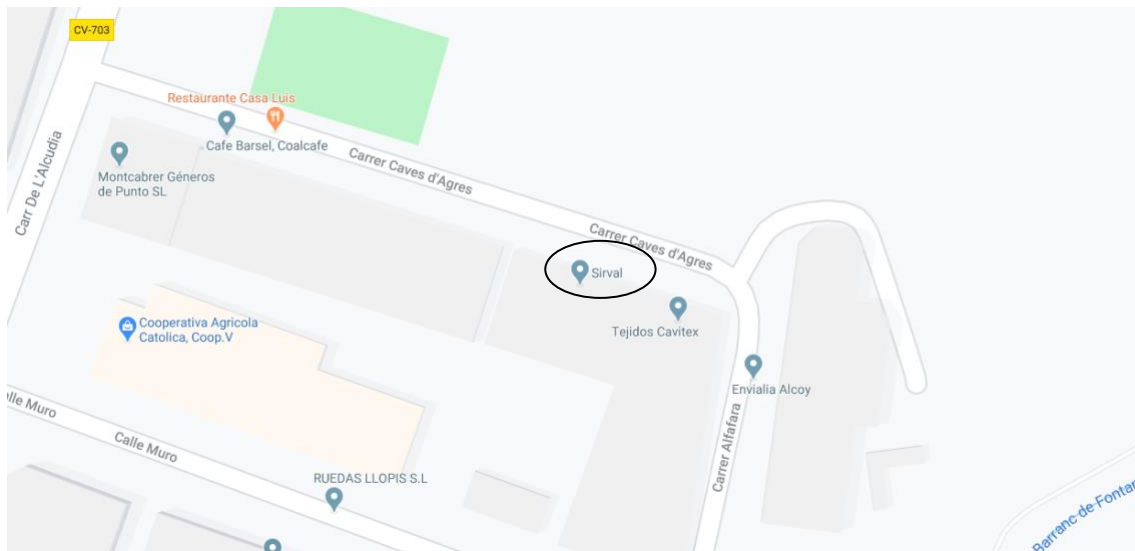 CV-703
Restaurante Casa Luis
Cafe Barsel, Coalcafe
Montcabrer Géneros
de Punto SL
Carr De L'Alcudia
Carrer Caves d'Agres
Carrer Caves d'Agres
Sirval
Tejidos Cavitex
Cooperativa Agricola
Catolica, Coop.V
Envialia Alcoy
Muro
Calle Muro
RUEDAS LLOPIS S.L
Carrer Alfafara
Barranc de Fontar